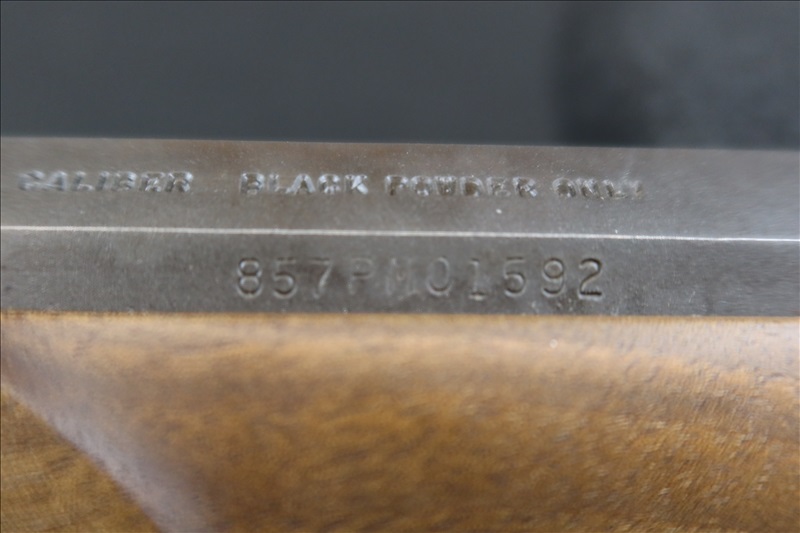 CALIBER BLACK POWDER ONLY
857PM01592